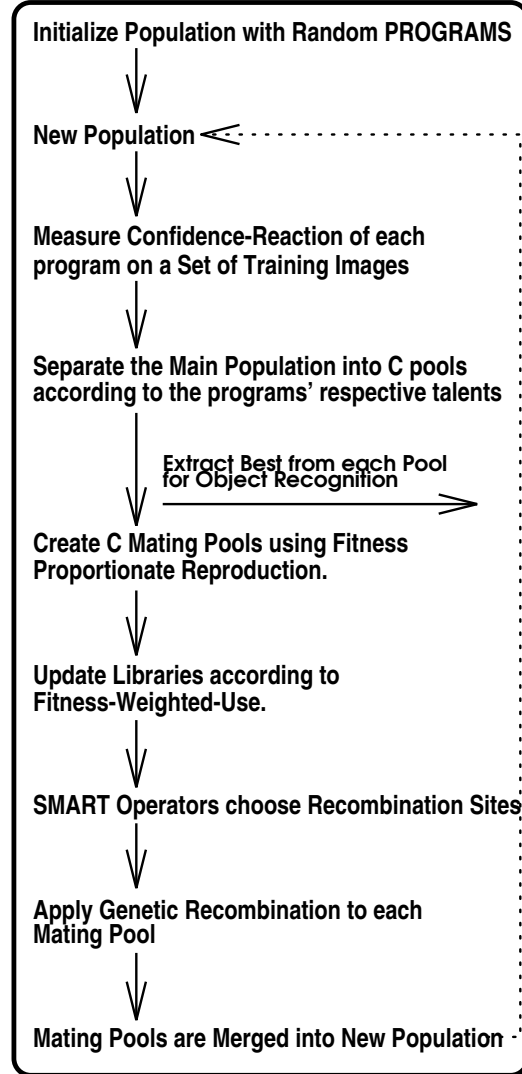 Initialize Population with Random PROGRAMS
New Population
Measure Confidence-Reaction of each
program on a Set of Training Images
Separate the Main Population into C pools
according to the programs' respective talents
Extract Best from each Pool
for Object Recognition
Create C Mating Pools using Fitness
Proportionate Reproduction.
Update Libraries according to
Fitness-Weighted-Use.
SMART Operators choose Recombination Sites
Apply Genetic Recombination to each
Mating Pool
Mating Pools are Merged into New Population